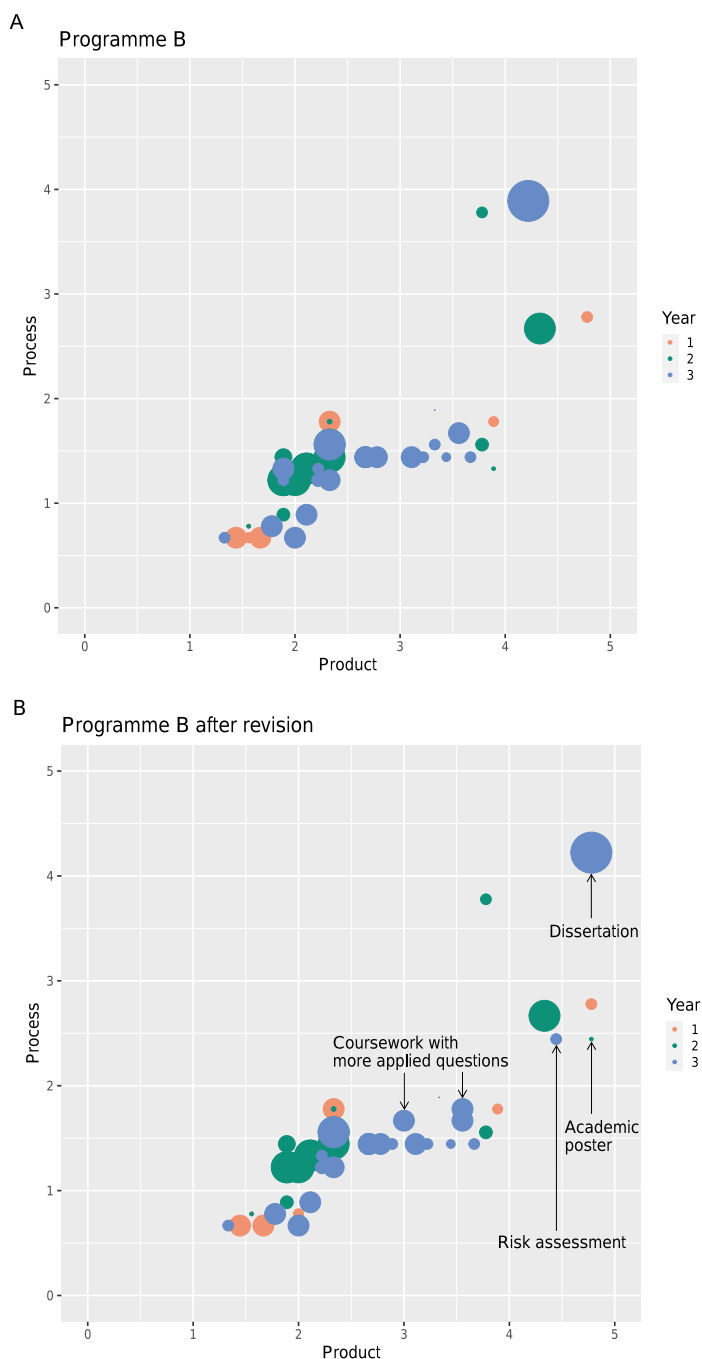 A
Programme B
5
4
3
2
1
0
Process
0 1 2 3 4 5
Product
Year
1
2
3
B
Programme B after revision
5
4
3
2
1
0
Process
Dissertation
Coursework with
more applied questions
Academic
poster
Risk assessment
0 1 2 3 4 5
Product
Year
1
2
3